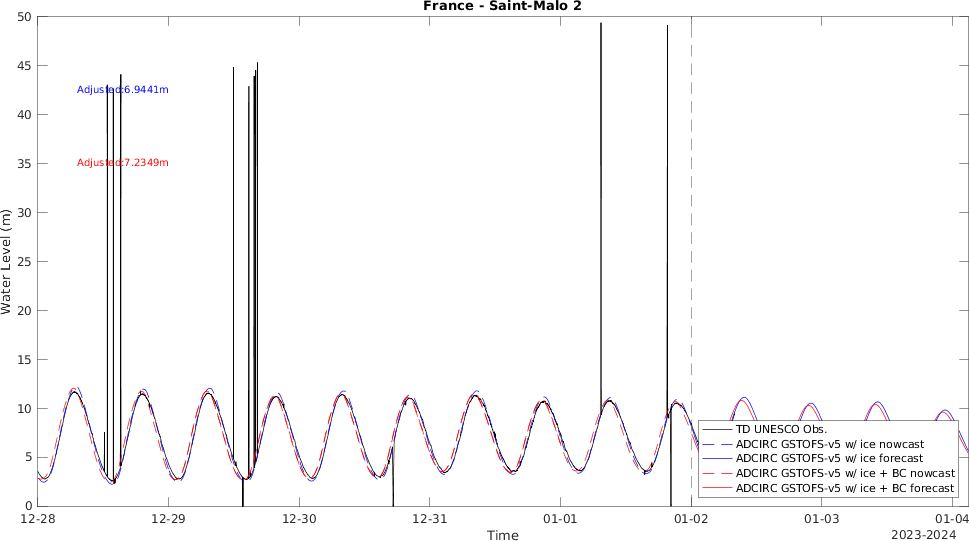 France - Saint-Malo 2
50
45
40
35
30
25
20
15
10
5
0
Water Level (m)
Adjusted:6.9441m
Adjusted:7.2349m
TD UNESCO Obs.
ADCIRC GSTOFS-v5 w/ ice nowcast
ADCIRC GSTOFS-v5 w/ ice forecast
ADCIRC GSTOFS-v5 w/ ice + BC nowcast
ADCIRC GSTOFS-v5 w/ ice + BC forecast
12-28
12-29
12-30
12-31
01-01
01-02
01-03
01-04
Time
2023-2024